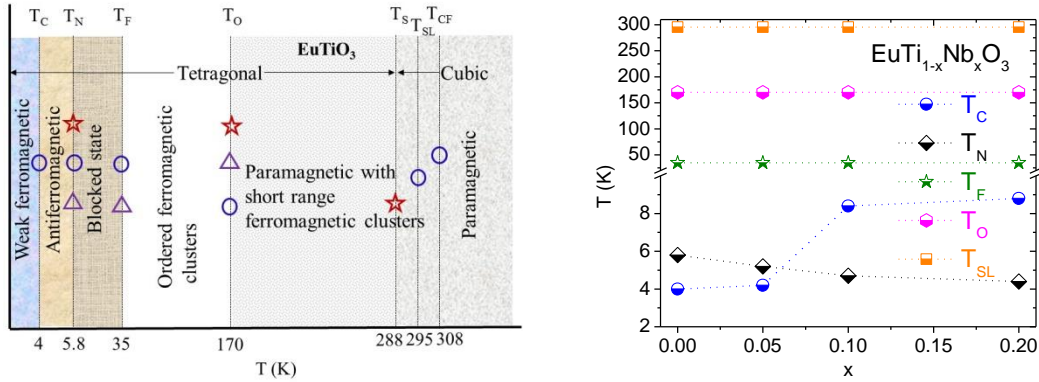 T_C T_N T_F T_O T_S T_SL T_CF
EuTiO₃
Tetragonal
Cubic
Weak ferromagnetic
Antiferromagnetic
Blocked state
Ordered ferromagnetic
clusters
Paramagnetic with
short range
ferromagnetic clusters
Paramagnetic
4 5.8 35 170 288 295 308
T (K)
EuTi₁₋ₓNbₓO₃
300
250
200
150
100
50
8
6
4
2
T (K)
T_C
T_N
T_F
T_O
T_SL
0.00 0.05 0.10 0.15 0.20
x